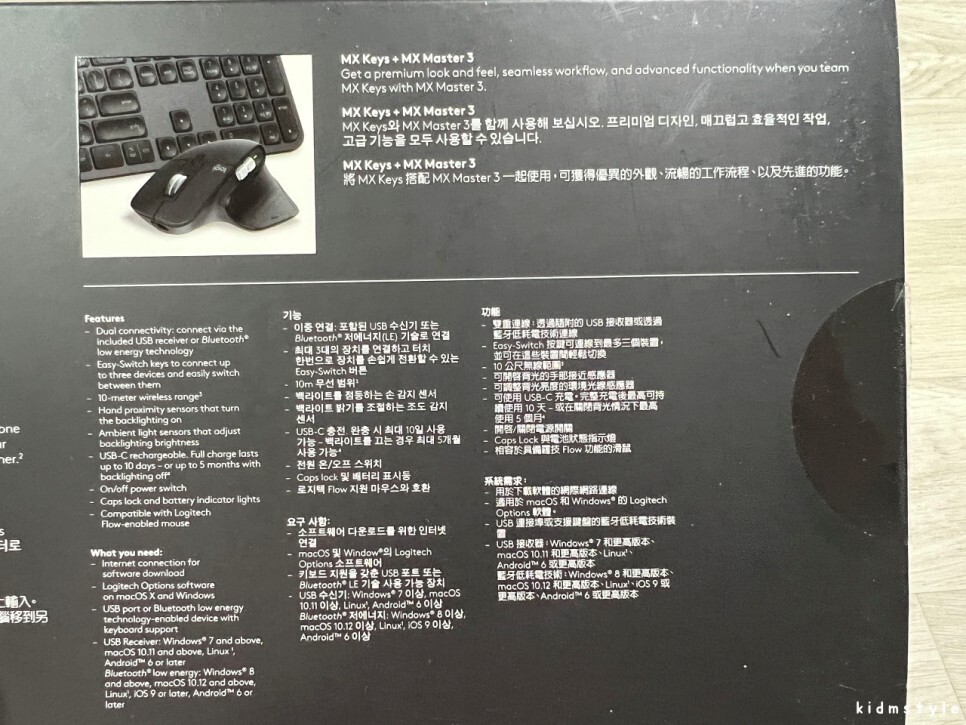 MX Keys + MX Master 3
Get a premium look and feel, seamless workflow, and advanced functionality when you team
MX Keys with MX Master 3.
MX Keys + MX Master 3
MX Keys와 MX Master 3를 함께 사용해 보십시오. 프리미엄 디자인, 매끄럽고 효율적인 작업,
고급 기능을 모두 사용할 수 있습니다.
MX Keys + MX Master 3
將 MX Keys 搭配 MX Master 3 一起使用，可獲得優異的外觀、流暢的工作流程、以及先進的功能。
Features
- Dual connectivity: connect via the
included USB receiver or Bluetooth®
low energy technology
- Easy-Switch keys to connect up
to three devices and easily switch
between them
- 10-meter wireless range³
- Hand proximity sensors that turn
the backlighting on
- Ambient light sensors that adjust
backlighting brightness
- USB-C rechargeable. Full charge lasts
up to 10 days – or up to 5 months with
backlighting off⁴
- On/off power switch
- Caps lock and battery indicator lights
- Compatible with Logitech
Flow-enabled mouse
What you need:
- Internet connection for
software download
- Logitech Options software
on macOS X and Windows
- USB port or Bluetooth low energy
technology-enabled device with
keyboard support
- USB Receiver: Windows® 7 and above,
macOS 10.11 and above, Linux ¹,
Android™ 6 or later
Bluetooth® low energy: Windows® 8
and above, macOS 10.12 and above,
Linux¹, iOS 9 or later, Android™ 6 or
later
기능
- 이중 연결: 포함된 USB 수신기 또는
Bluetooth® 저에너지(LE) 기술로 연결
- 최대 3대의 장치를 연결하고 터치
한번으로 장치를 손쉽게 전환할 수 있는
Easy-Switch 버튼
- 10m 무선 범위³
- 백라이트를 점등하는 손 감지 센서
- 백라이트 밝기를 조절하는 조도 감지
센서
- USB-C 충전. 완충 시 최대 10일 사용
가능 – 백라이트를 끄는 경우 최대 5개월
사용 가능⁴
- 전원 온/오프 스위치
- Caps lock 및 배터리 표시등
- 로지텍 Flow 지원 마우스와 호환
요구 사항:
- 소프트웨어 다운로드를 위한 인터넷
연결
- macOS 및 Window®의 Logitech
Options 소프트웨어
- 키보드 지원을 갖춘 USB 포트 또는
Bluetooth® LE 기술 사용 가능 장치
- USB 수신기: Windows® 7 이상, macOS
10.11 이상, Linux¹, Android™ 6 이상
Bluetooth® 저에너지: Windows® 8 이상,
macOS 10.12 이상, Linux¹, iOS 9 이상,
Android™ 6 이상
功能
- 雙重連線：透過隨附的 USB 接收器或透過
藍牙低耗電技術連線
- Easy-Switch 按鍵可連線到最多三個裝置，
並可在這些裝置間輕鬆切換
- 10 公尺無線範圍³
- 可開啓背光的手部接近感應器
- 可調整背光亮度的環境光線感應器
- 可使用 USB-C 充電。完整充電後最高可持
續使用 10 天 – 或在關閉背光情況下最高
使用 5 個月⁴
- 開啓/關閉電源開關
- Caps Lock 與電池狀態指示燈
- 相容於具備羅技 Flow 功能的滑鼠
系統需求：
- 用於下載軟體的網際網路連線
- 適用於 macOS 和 Windows® 的 Logitech
Options 軟體。
- USB 連接埠或支援鍵盤的藍牙低耗電技術裝
置
- USB 接收器：Windows® 7 和更高版本、
macOS 10.11 和更高版本、Linux¹、
Android™ 6 或更高版本
藍牙低耗電技術：Windows® 8 和更高版本、
macOS 10.12 和更高版本、Linux¹、iOS 9 或
更高版本、Android™ 6 或更高版本
one
ner.²
터로
上輸入。
腦移到另
kidmstyle